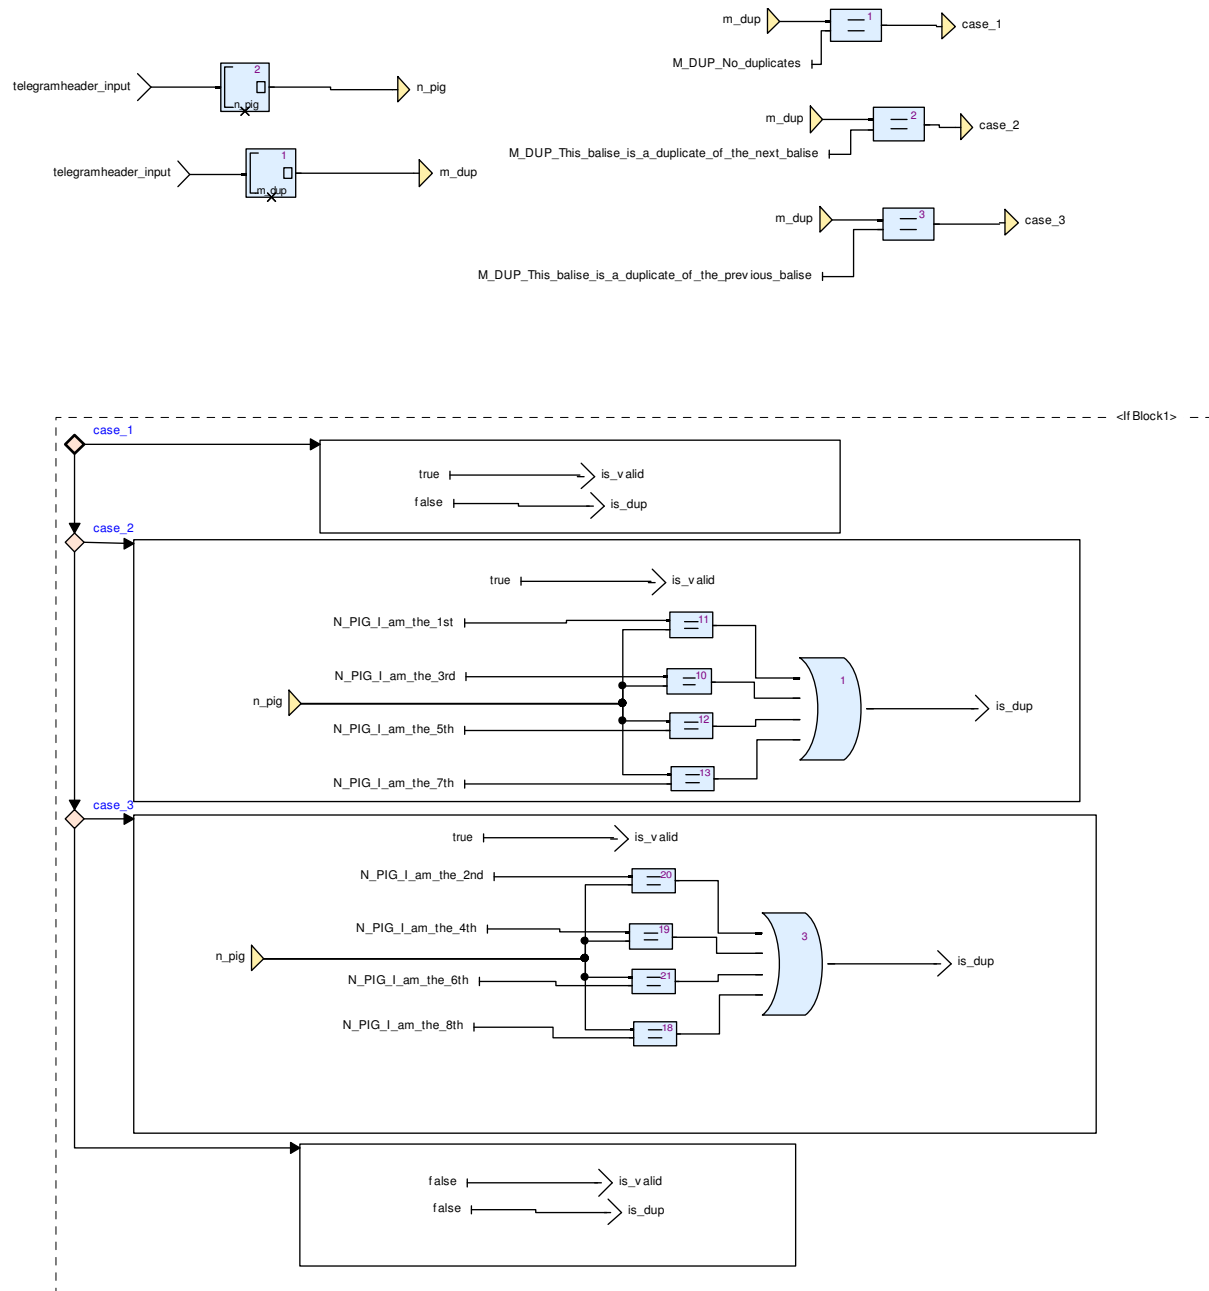 m_dup
1
case_1
M_DUP_No_duplicates
telegramheader_input
2
n_pig
n_pig
m_dup
2
case_2
M_DUP_This_balise_is_a_duplicate_of_the_next_balise
telegramheader_input
1
m_dup
m_dup
m_dup
3
case_3
M_DUP_This_balise_is_a_duplicate_of_the_previous_balise
<If Block1>
case_1
true
is_valid
false
is_dup
case_2
true
is_valid
N_PIG_I_am_the_1st
11
N_PIG_I_am_the_3rd
10
1
n_pig
is_dup
N_PIG_I_am_the_5th
12
N_PIG_I_am_the_7th
13
case_3
true
is_valid
N_PIG_I_am_the_2nd
20
N_PIG_I_am_the_4th
19
3
n_pig
is_dup
N_PIG_I_am_the_6th
21
N_PIG_I_am_the_8th
18
false
is_valid
false
is_dup